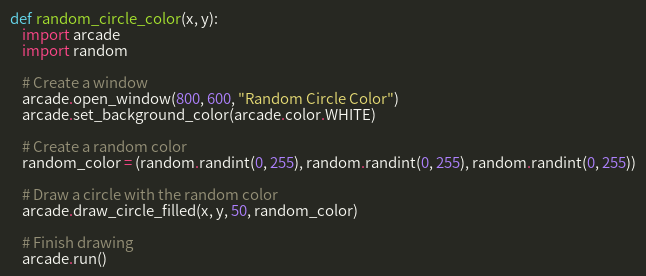 def random_circle_color(x, y):
    import arcade
    import random

    # Create a window
    arcade.open_window(800, 600, "Random Circle Color")
    arcade.set_background_color(arcade.color.WHITE)

    # Create a random color
    random_color = (random.randint(0, 255), random.randint(0, 255), random.randint(0, 255))

    # Draw a circle with the random color
    arcade.draw_circle_filled(x, y, 50, random_color)

    # Finish drawing
    arcade.run()